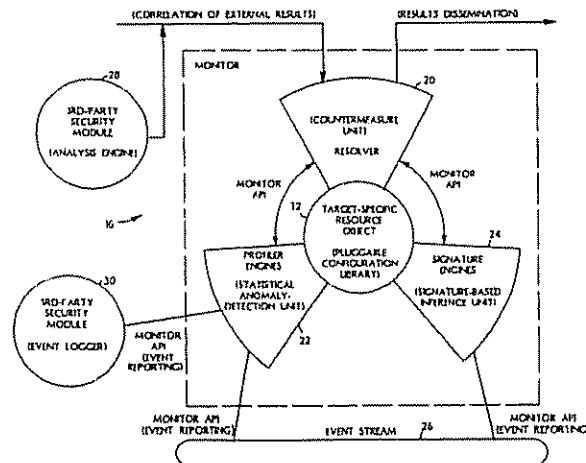 (CORRELATION OF EXTERNAL RESULTS)
(RESULTS DISSEMINATION)
MONITOR
28
3RD-PARTY
SECURITY
MODULE
(ANALYSIS ENGINE)
20
(COUNTERMEASURE
UNIT)
RESOLVER
MONITOR
API
MONITOR
API
16
12
TARGET-SPECIFIC
RESOURCE
OBJECT
(PLUGGABLE CONFIGURATION
LIBRARY)
24
PROFILER
ENGINES
(STATISTICAL
ANOMALY-
DETECTION UNIT)
22
SIGNATURE
ENGINES
(SIGNATURE-BASED
INFERENCE UNIT)
30
3RD-PARTY
SECURITY
MODULE
(EVENT LOGGER)
MONITOR
API
(EVENT
REPORTING)
MONITOR API
(EVENT REPORTING)
MONITOR API
(EVENT REPORTING)
EVENT STREAM
26